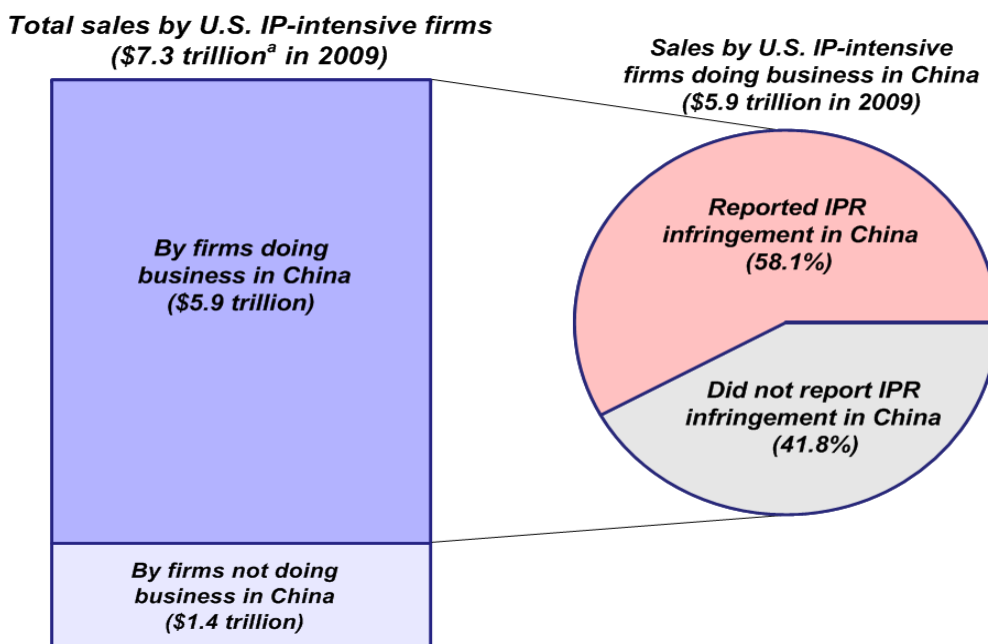 Total sales by U.S. IP-intensive firms
($7.3 trillionª in 2009)
Sales by U.S. IP-intensive
firms doing business in China
($5.9 trillion in 2009)
By firms doing
business in China
($5.9 trillion)
Reported IPR
infringement in China
(58.1%)
Did not report IPR
infringement in China
(41.8%)
By firms not doing
business in China
($1.4 trillion)